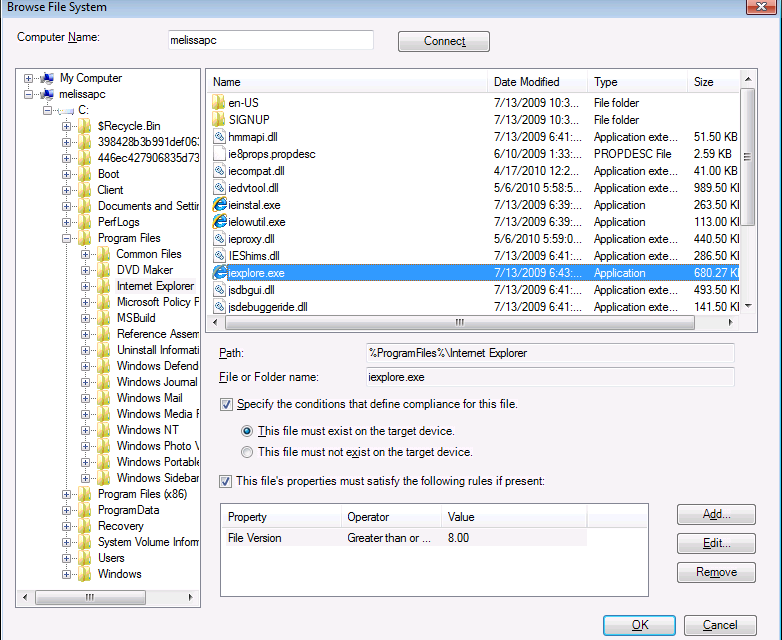 Browse File System
Computer Name: melissapc Connect
My Computer
melissapc
C:
$Recycle.Bin
398428b3b991def06
446ec427906835d73
Boot
Client
Documents and Settin
PerfLogs
Program Files
Common Files
DVD Maker
Internet Explorer
Microsoft Policy P
MSBuild
Reference Assem
Uninstall Informati
Windows Defend
Windows Journal
Windows Mail
Windows Media P
Windows NT
Windows Photo V
Windows Portable
Windows Sidebar
Program Files (x86)
ProgramData
Recovery
System Volume Inform
Users
Windows
Name Date Modified Type Size
en-US 7/13/2009 10:3... File folder
SIGNUP 7/13/2009 10:3... File folder
hmmapi.dll 7/13/2009 6:41:... Application exte... 51.50 KB
ie8props.propdesc 6/10/2009 1:33:... PROPDESC File 2.59 KB
iecompat.dll 4/17/2010 12:2... Application exte... 41.00 KB
iedvtool.dll 5/6/2010 5:58:5... Application exte... 989.50 KB
ieinstal.exe 7/13/2009 6:39:... Application 263.50 KB
ielowutil.exe 7/13/2009 6:39:... Application 113.00 KB
ieproxy.dll 5/6/2010 5:59:0... Application exte... 440.50 KB
IEShims.dll 7/13/2009 6:41:... Application exte... 286.50 KB
iexplore.exe 7/13/2009 6:43:... Application 680.27 KB
jsdbgui.dll 7/13/2009 6:41:... Application exte... 493.50 KB
jsdebuggeride.dll 7/13/2009 6:41:... Application exte... 141.50 KB
Path: %ProgramFiles%\Internet Explorer
File or Folder name: iexplore.exe
Specify the conditions that define compliance for this file.
This file must exist on the target device.
This file must not exist on the target device.
This file's properties must satisfy the following rules if present:
Property Operator Value
File Version Greater than or ... 8.00
Add...
Edit...
Remove
OK Cancel